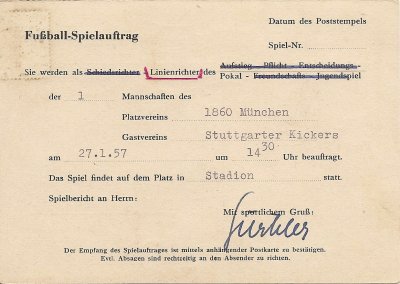 Datum des Poststempels
Fußball-Spielauftrag
Spiel-Nr.
Sie werden als Schiedsrichter Linienrichter des Aufstieg - Pflicht - Entscheidungs-
Pokal - Freundschafts - Jugendspiel
der 1 Mannschaften des
Platzvereins 1860 München
Gastvereins Stuttgarter Kickers
am 27.1.57 um 14 30 Uhr beauftragt.
Das Spiel findet auf dem Platz in Stadion statt.
Spielbericht an Herrn:
Mit sportlichem Gruß:
Der Empfang des Spielauftrages ist mittels anhängender Postkarte zu bestätigen.
Evtl. Absagen sind rechtzeitig an den Absender zu richten.